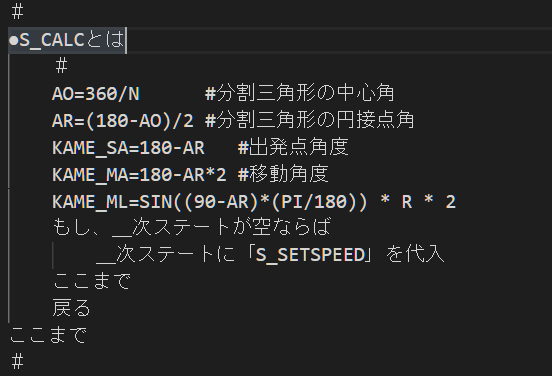 #
●S_CALCとは
#
AO=360/N #分割三角形の中心角
AR=(180-AO)/2 #分割三角形の円接点角
KAME_SA=180-AR #出発点角度
KAME_MA=180-AR*2 #移動角度
KAME_ML=SIN((90-AR)*(PI/180)) * R * 2
もし、__次ステートが空ならば
__次ステートに「S_SETSPEED」を代入
ここまで
戻る
ここまで
#